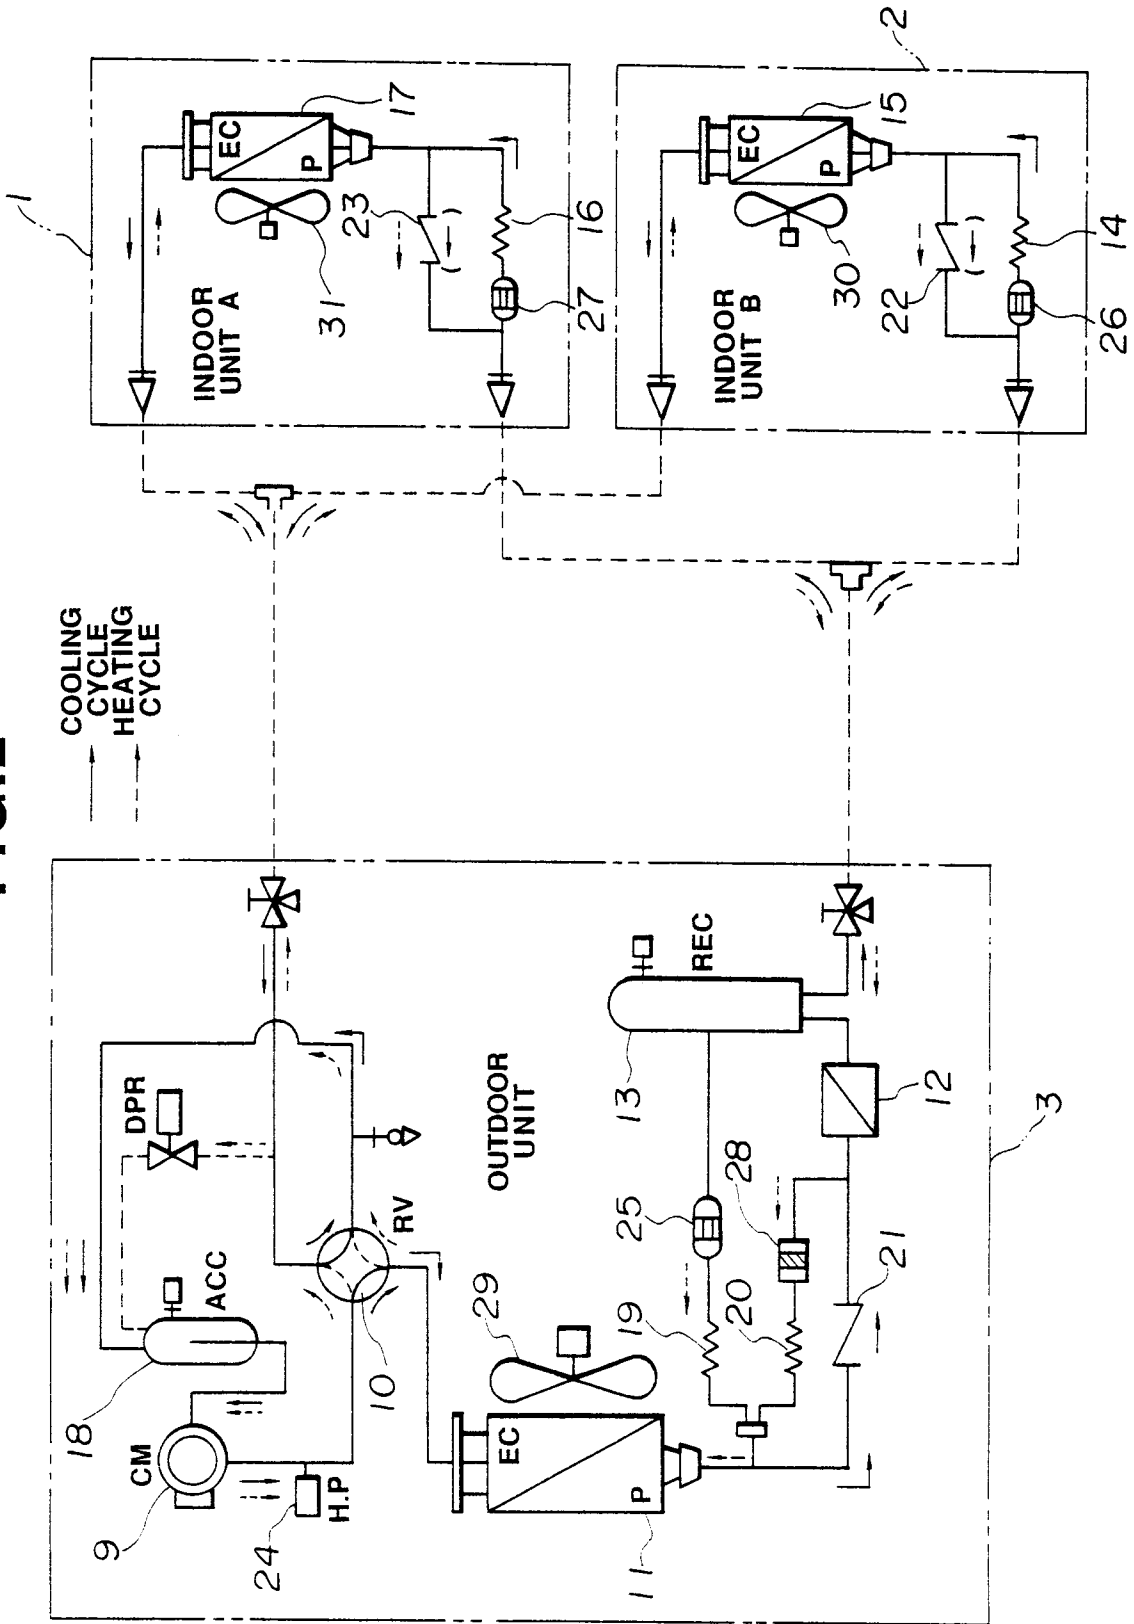 COOLING
CYCLE
HEATING
CYCLE
1
INDOOR
UNIT A
EC
P
17
23
( )
16
27
31
2
INDOOR
UNIT B
EC
P
15
22
( )
14
26
30
3
OUTDOOR
UNIT
CM
9
18
ACC
DPR
24
H.P
10
RV
11
EC
P
29
REC
13
12
25
19
28
20
21